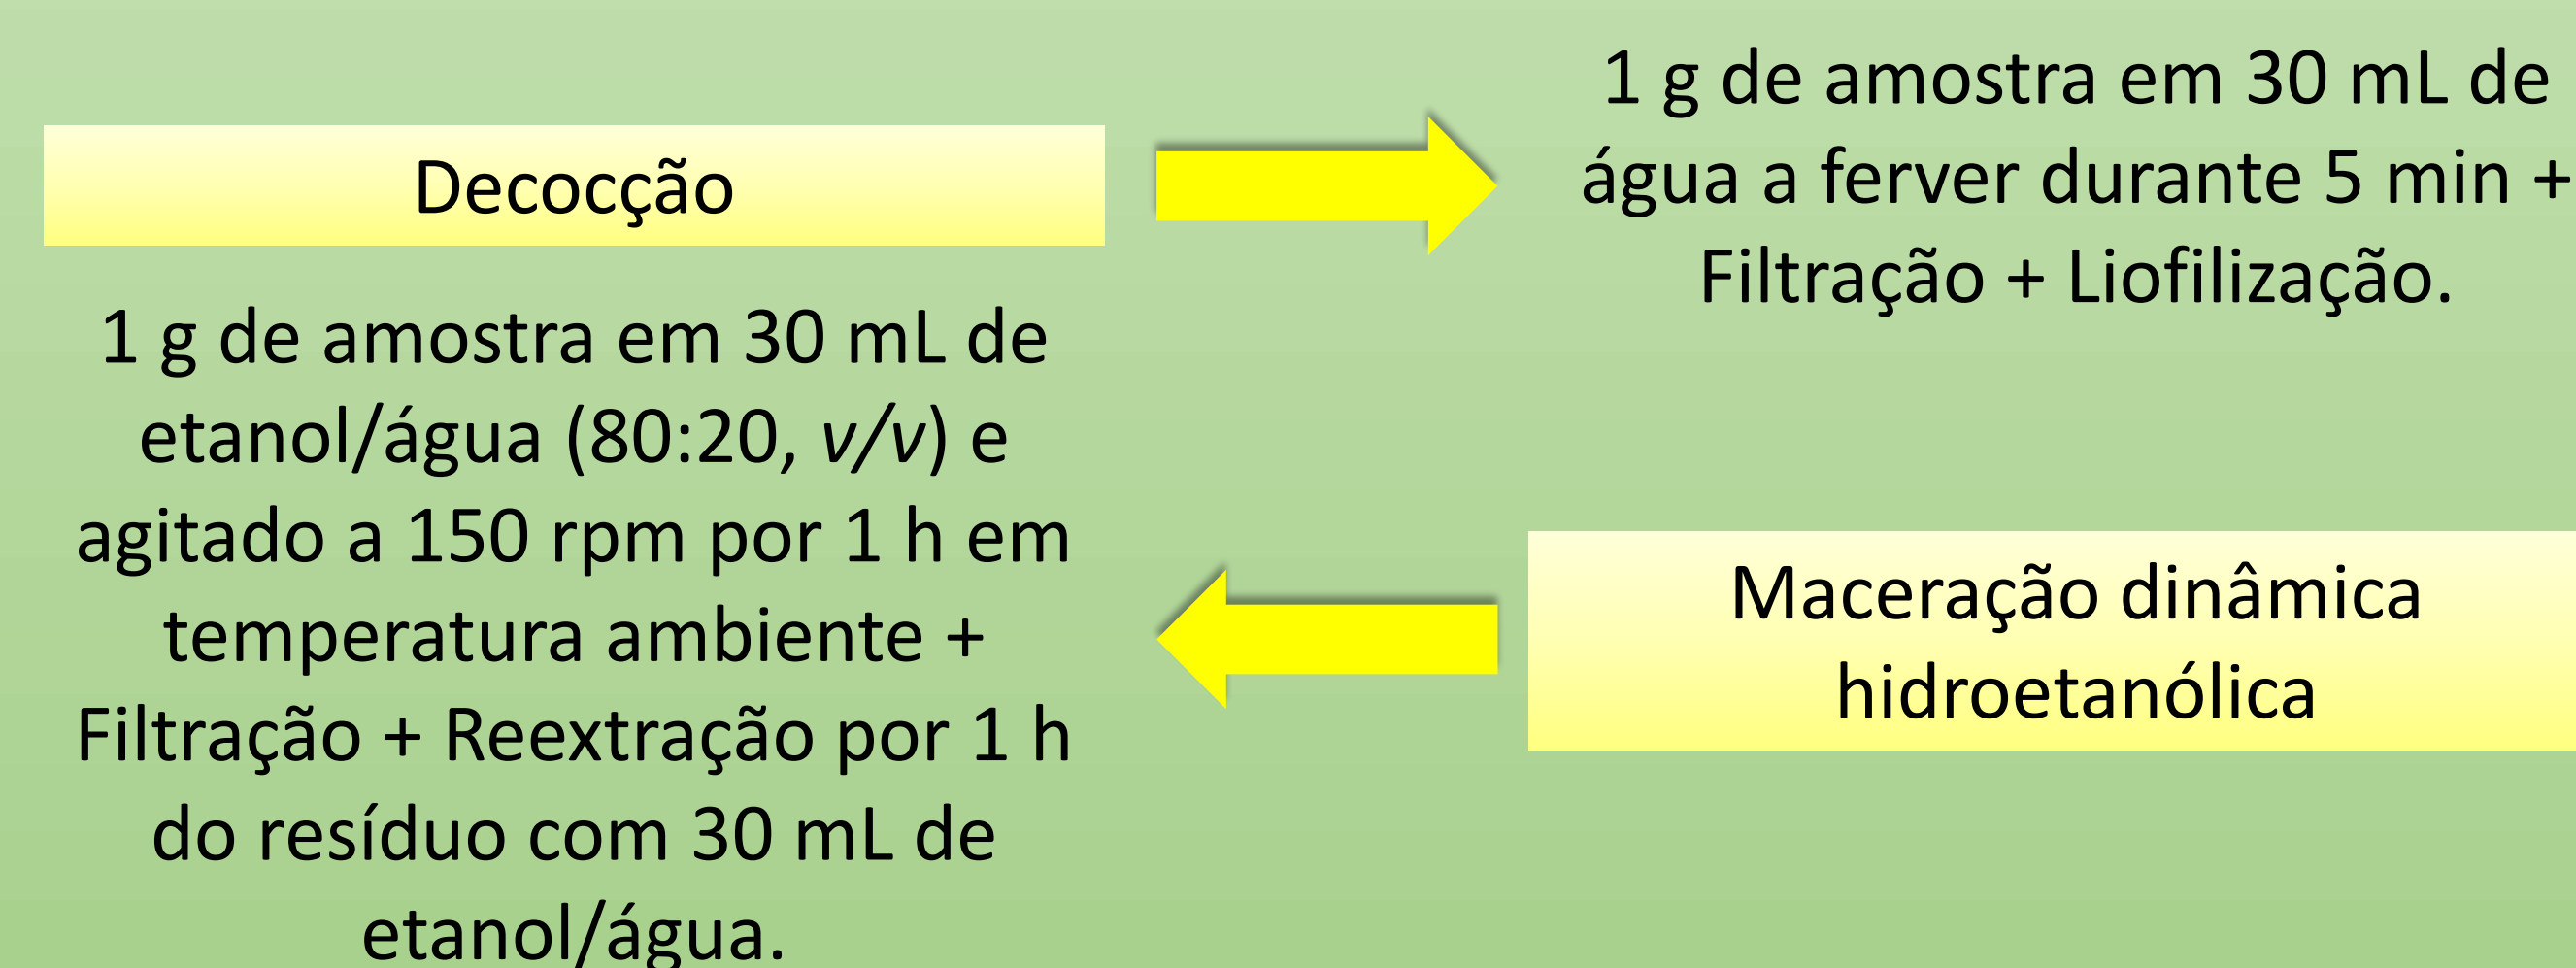 Decocção
1 g de amostra em 30 mL de
água a ferver durante 5 min +
Filtração + Liofilização.
Maceração dinâmica
hidroetanólica
1 g de amostra em 30 mL de
etanol/água (80:20, v/v) e
agitado a 150 rpm por 1 h em
temperatura ambiente +
Filtração + Reextração por 1 h
do resíduo com 30 mL de
etanol/água.